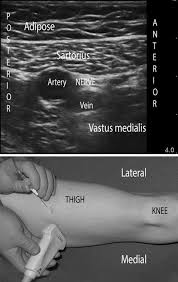 POSTERIOR
ANTERIOR
Adipose
Sartorius
Artery NERVE
Vein
Vastus medialis
4.0
Lateral
THIGH
KNEE
Medial